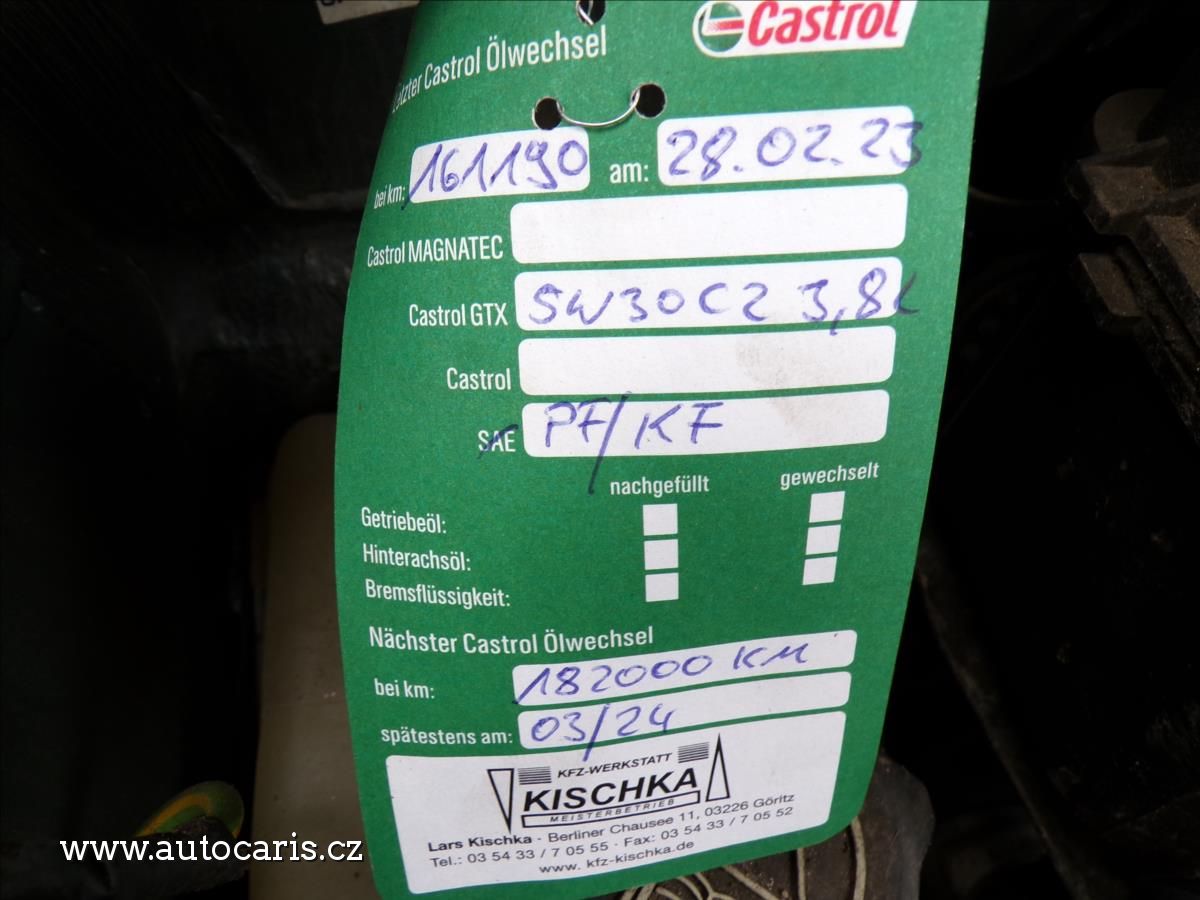 Castrol
Letzter Castrol Ölwechsel
bei km: 161190 am: 28.02.23
Castrol MAGNATEC
Castrol GTX 5W30C2 3,8L
Castrol
SAE PF/KF
nachgefüllt gewechselt
Getriebeöl:
Hinterachsöl:
Bremsflüssigkeit:
Nächster Castrol Ölwechsel
bei km: 182000 KM
spätestens am: 03/24
KFZ-WERKSTATT
KISCHKA
MEISTERBETRIEB
Lars Kischka · Berliner Chausee 11, 03226 Göritz
Tel.: 03 54 33 / 7 05 55 · Fax: 03 54 33 / 7 05 52
www. kfz-kischka.de
www.autocaris.cz